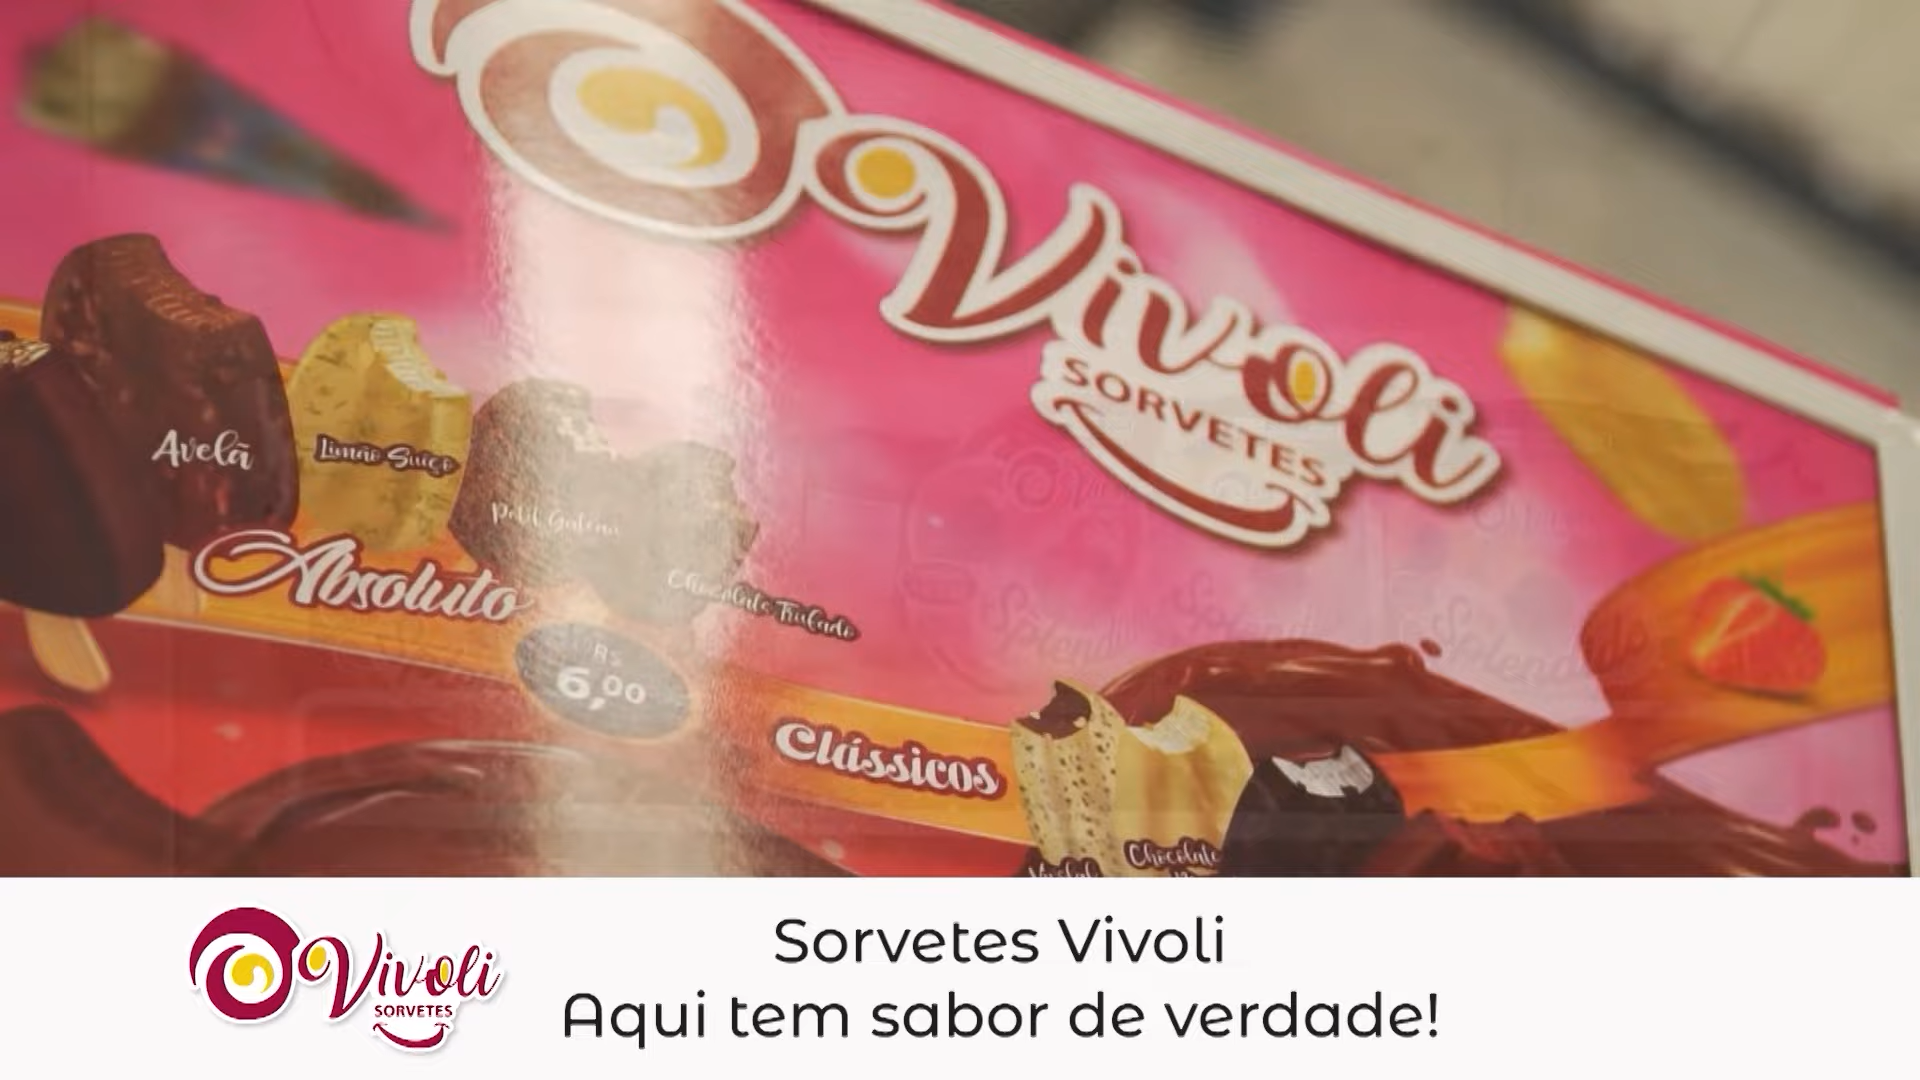 Vivoli
SORVETES
Avelã
Limão Suíço
Petit Gateau
Chocolate Trufado
Absoluto
R$
6,00
Clássicos
Chocolate
Vivoli
SORVETES
Sorvetes Vivoli
Aqui tem sabor de verdade!